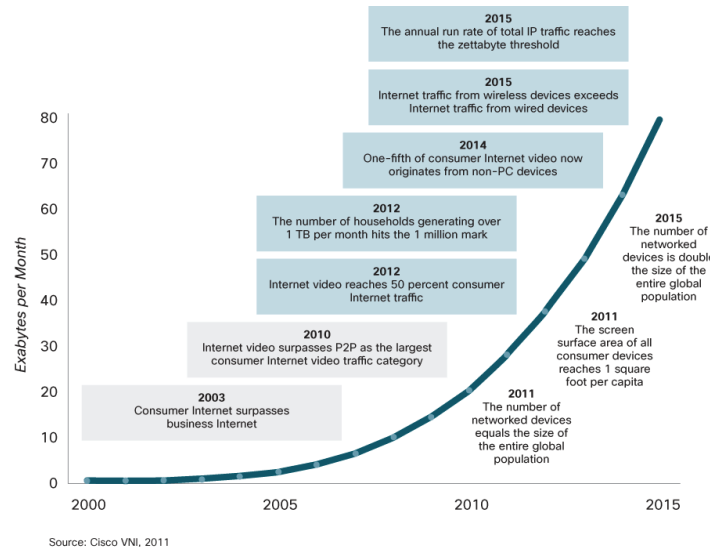 2015
The annual run rate of total IP traffic reaches
the zettabyte threshold
2015
Internet traffic from wireless devices exceeds
Internet traffic from wired devices
2014
One-fifth of consumer Internet video now
originates from non-PC devices
2012
The number of households generating over
1 TB per month hits the 1 million mark
2012
Internet video reaches 50 percent consumer
Internet traffic
2010
Internet video surpasses P2P as the largest
consumer Internet video traffic category
2003
Consumer Internet surpasses
business Internet
2015
The number of
networked
devices is double
the size of the
entire global
population
2011
The screen
surface area of all
consumer devices
reaches 1 square
foot per capita
2011
The number of
networked devices
equals the size of
the entire global
population
Exabytes per Month
80
70
60
50
40
30
20
10
0
2000
2005
2010
2015
Source: Cisco VNI, 2011